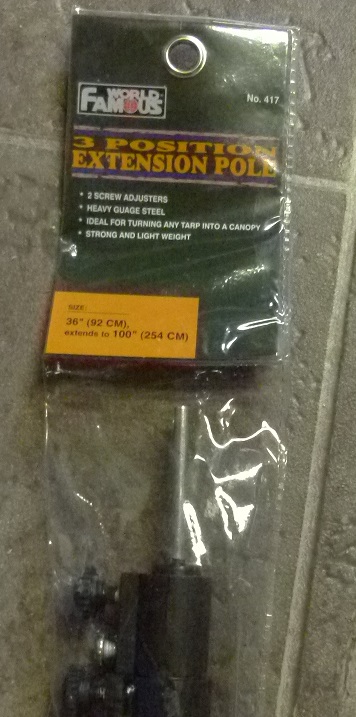 WORLD
FAMOUS
No. 417
3 POSITION
EXTENSION POLE
• 2 SCREW ADJUSTERS
• HEAVY GUAGE STEEL
• IDEAL FOR TURNING ANY TARP INTO A CANOPY
• STRONG AND LIGHT WEIGHT
SIZE:
36" (92 CM),
extends to 100" (254 CM)